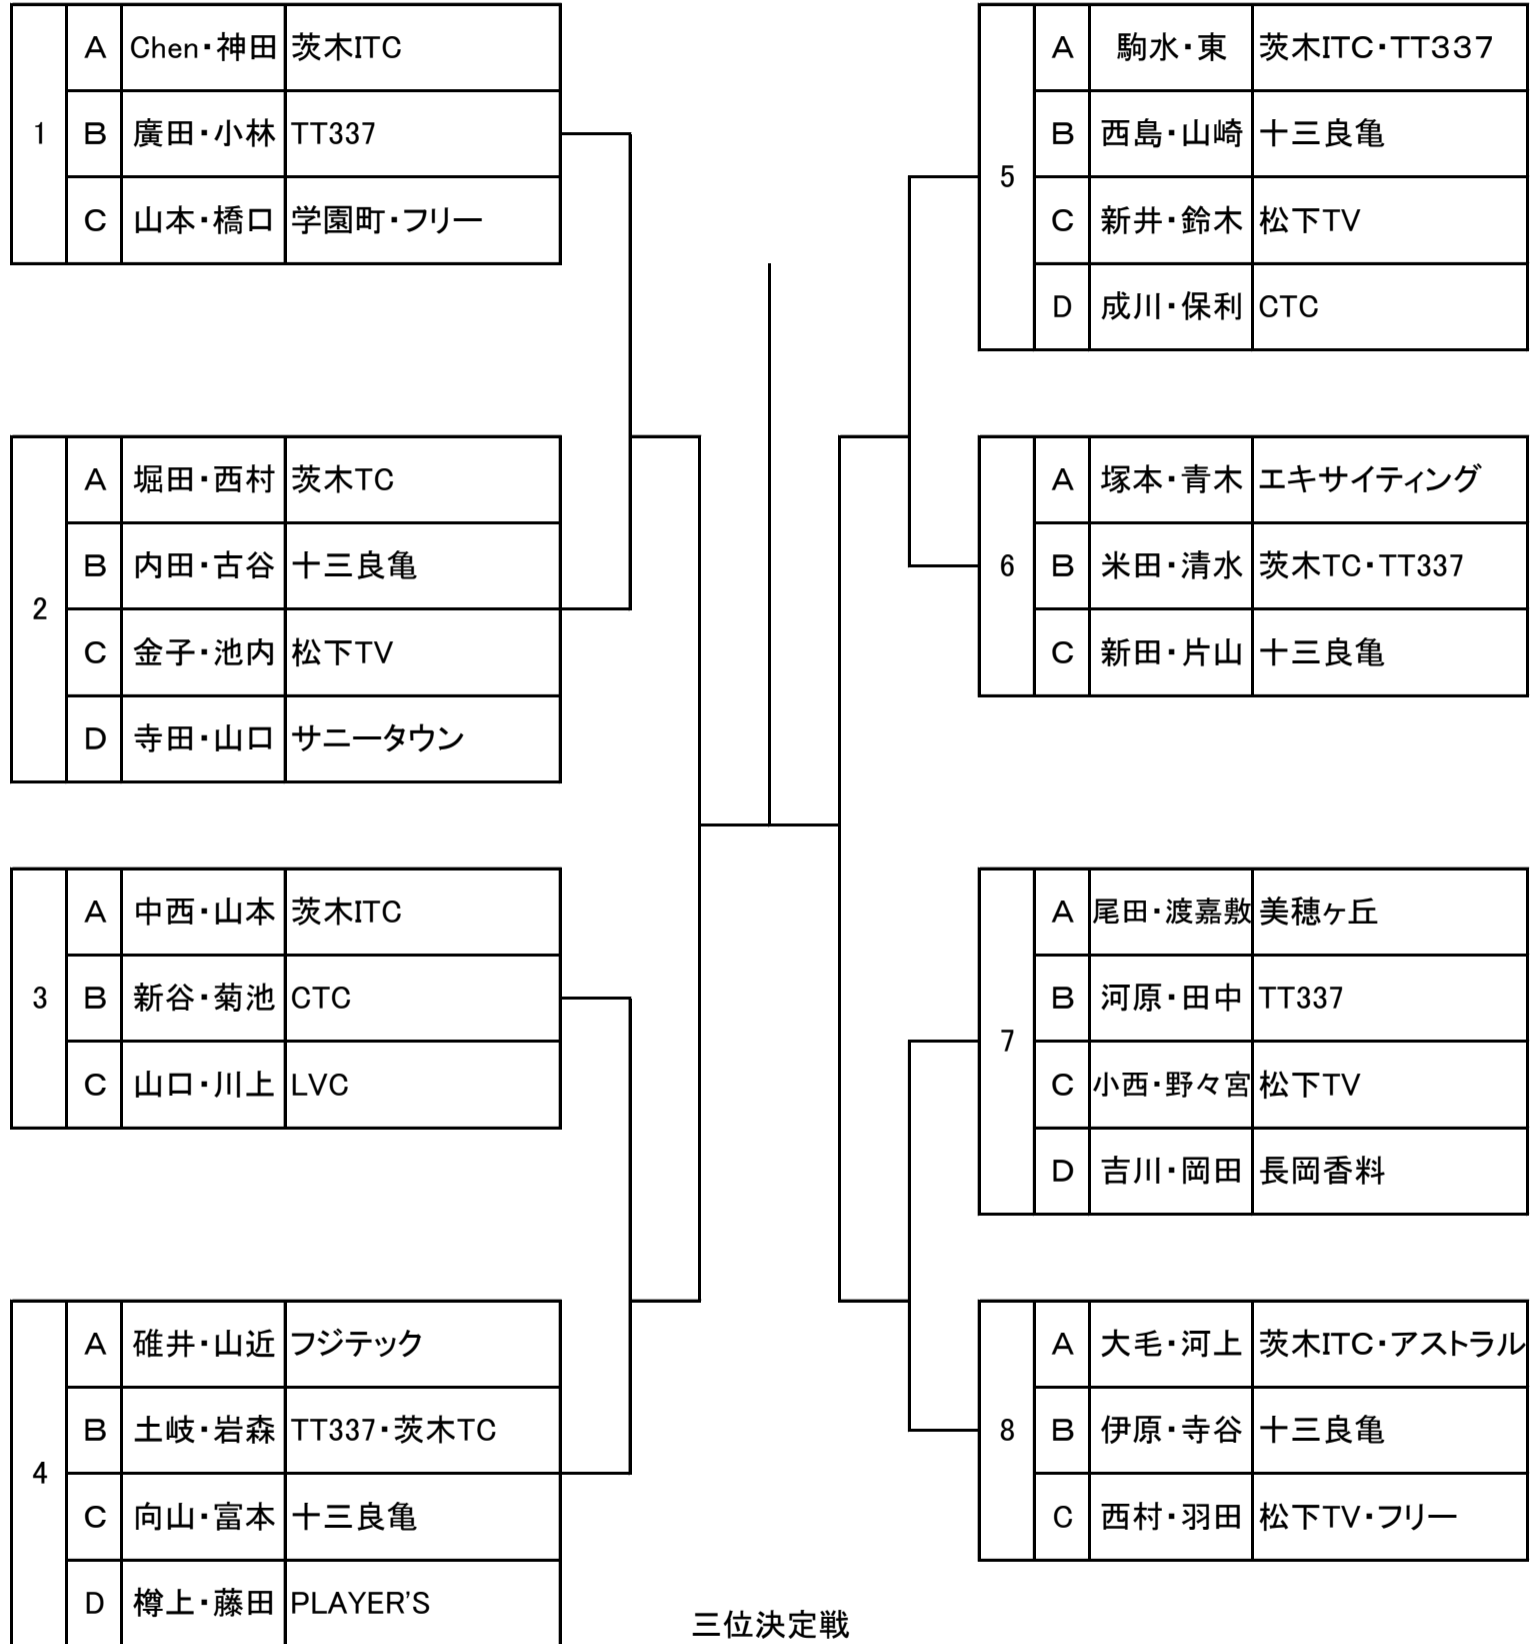 1
A Chen・神田 茨木ITC
B 廣田・小林 TT337
C 山本・橋口 学園町・フリー
2
A 堀田・西村 茨木TC
B 内田・古谷 十三良亀
C 金子・池内 松下TV
D 寺田・山口 サニータウン
3
A 中西・山本 茨木ITC
B 新谷・菊池 CTC
C 山口・川上 LVC
4
A 碓井・山近 フジテック
B 土岐・岩森 TT337・茨木TC
C 向山・富本 十三良亀
D 樽上・藤田 PLAYER'S
5
A 駒水・東 茨木ITC・TT337
B 西島・山崎 十三良亀
C 新井・鈴木 松下TV
D 成川・保利 CTC
6
A 塚本・青木 エキサイティング
B 米田・清水 茨木TC・TT337
C 新田・片山 十三良亀
7
A 尾田・渡嘉敷 美穂ヶ丘
B 河原・田中 TT337
C 小西・野々宮 松下TV
D 吉川・岡田 長岡香料
8
A 大毛・河上 茨木ITC・アストラル
B 伊原・寺谷 十三良亀
C 西村・羽田 松下TV・フリー
三位決定戦